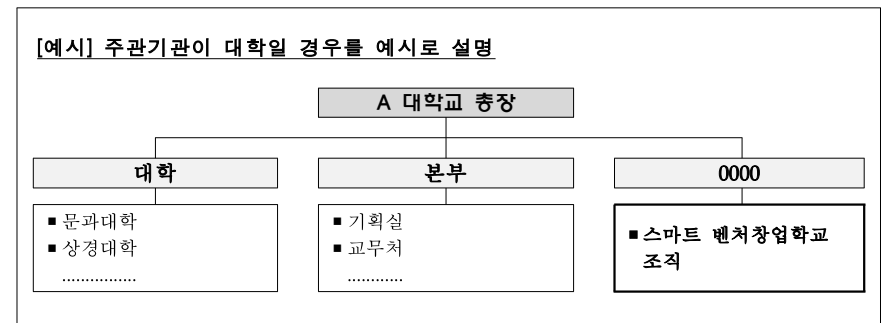 [예시] 주관기관이 대학일 경우를 예시로 설명
A 대학교 총장
대학
본부
0000
■ 문과대학
■ 상경대학
................
■ 기획실
■ 교무처
............
■ 스마트 벤처창업학교
조직